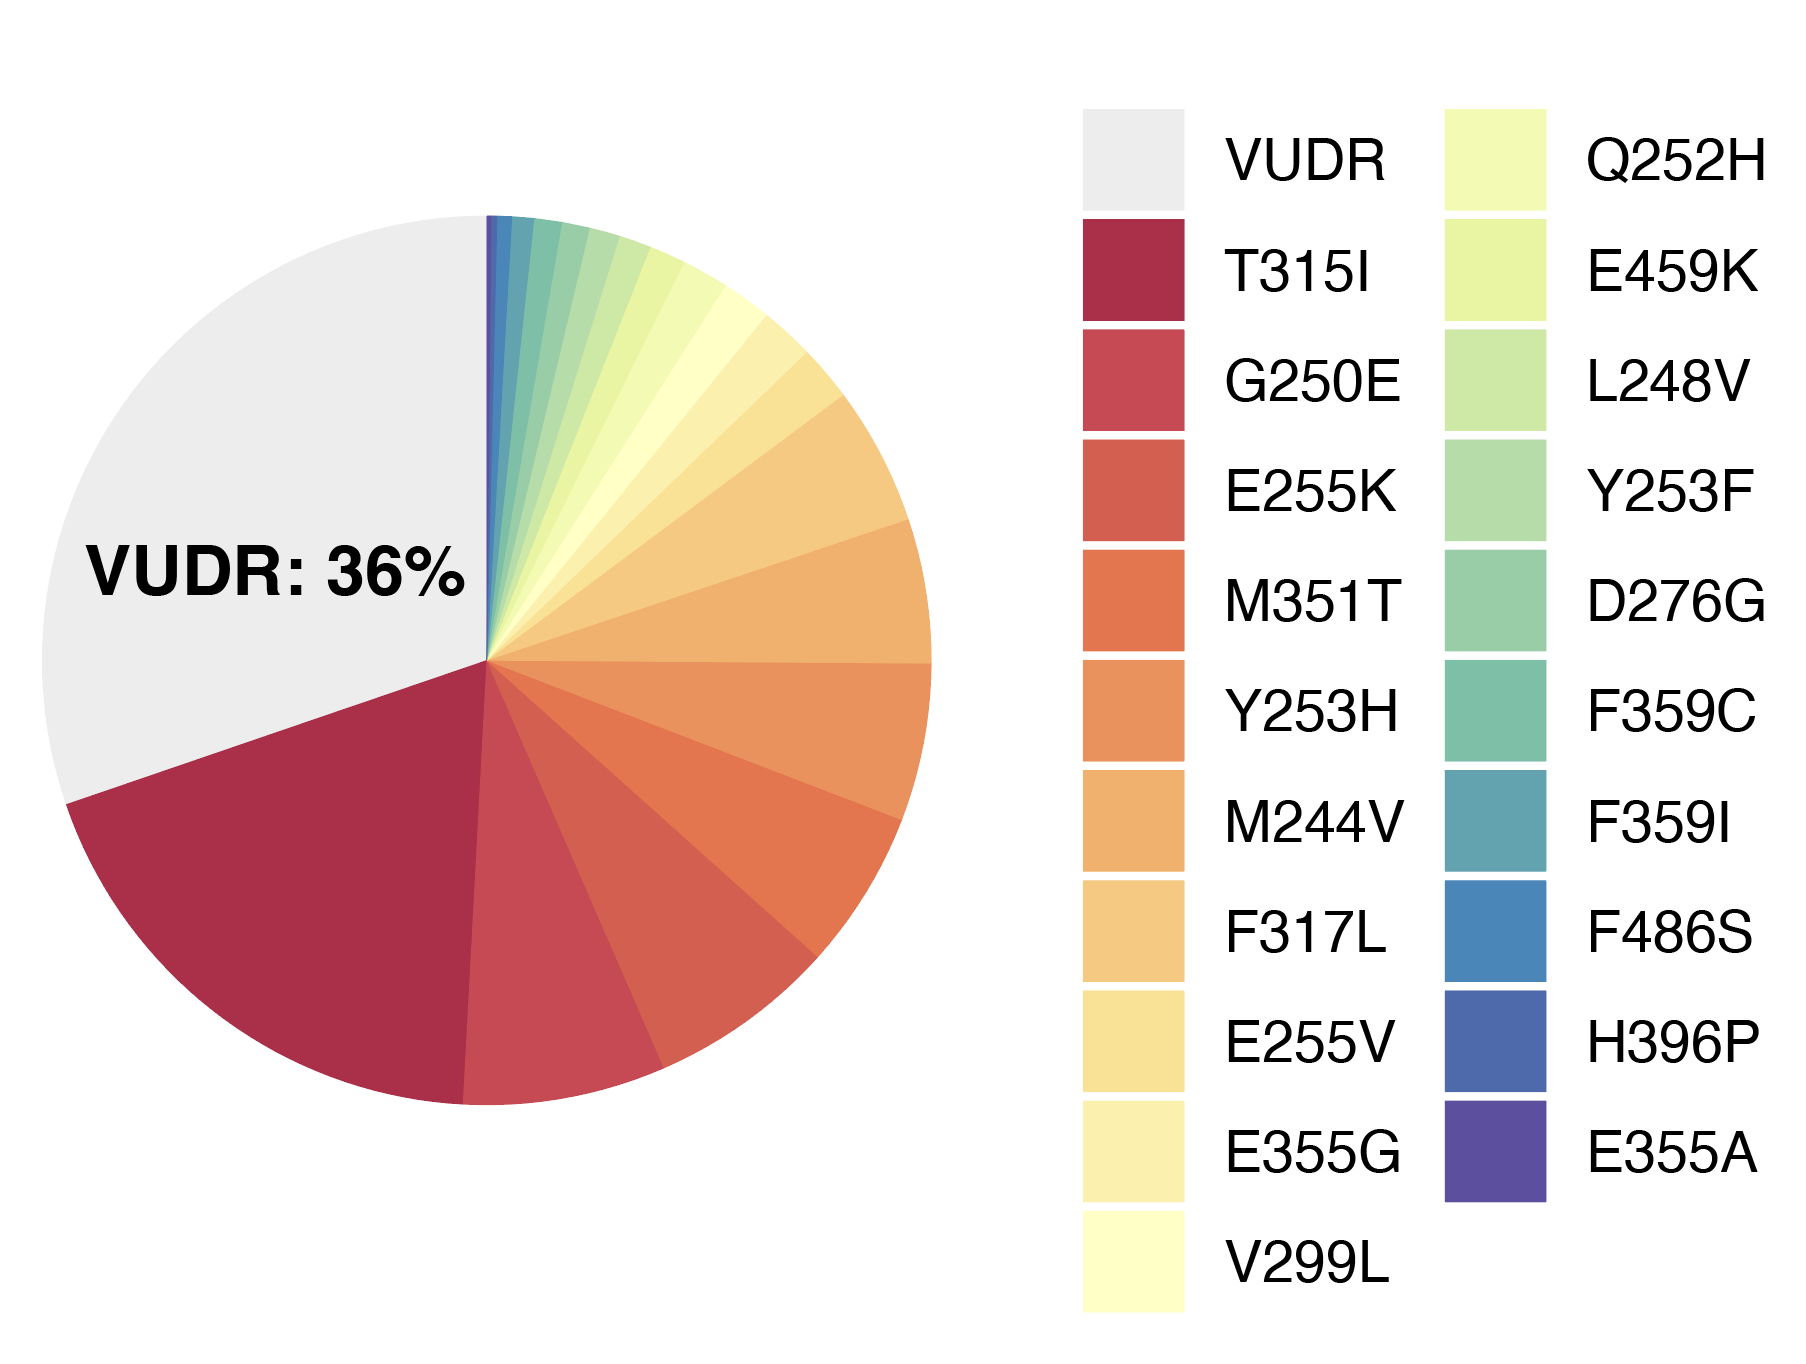 VUDR: 36%
VUDR
T315I
G250E
E255K
M351T
Y253H
M244V
F317L
E255V
E355G
V299L
Q252H
E459K
L248V
Y253F
D276G
F359C
F359I
F486S
H396P
E355A